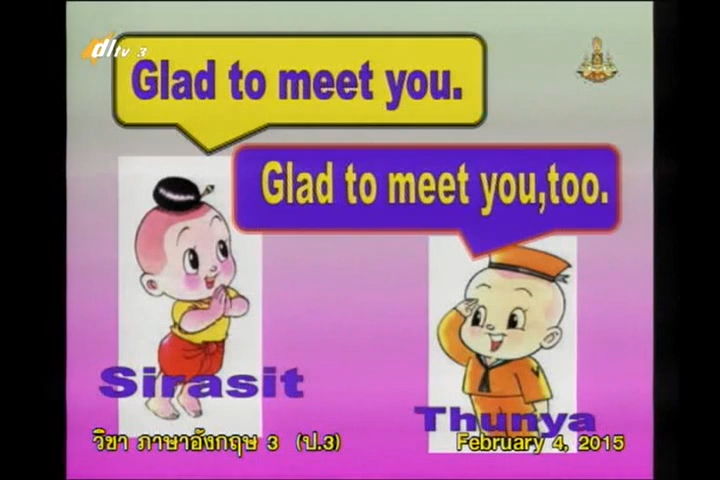 dltv 3
Glad to meet you.
Glad to meet you,too.
Sirasit
Thunya
วิชา ภาษาอังกฤษ 3 (ป.3)
February 4, 2015